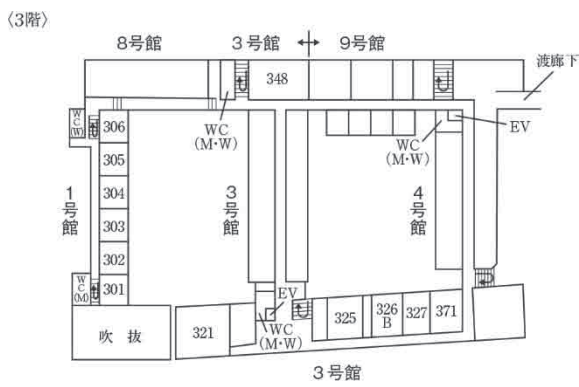 〈3階〉
8号館
3号館
9号館
渡廊下
348
WC
(M・W)
WC
(M・W)
EV
WC
(W)
306
305
304
303
302
301
1号館
WC
(M)
3号館
4号館
吹抜
321
EV
WC
(M・W)
325
326
B
327
371
3号館